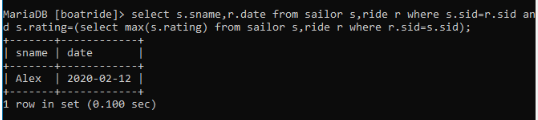 MariaDB [boatride]> select s.sname,r.date from sailor s,ride r where s.sid=r.sid an
d s.rating=(select max(s.rating) from sailor s,ride r where r.sid=s.sid);
+-------+------------+
| sname | date       |
+-------+------------+
| Alex  | 2020-02-12 |
+-------+------------+
1 row in set (0.100 sec)